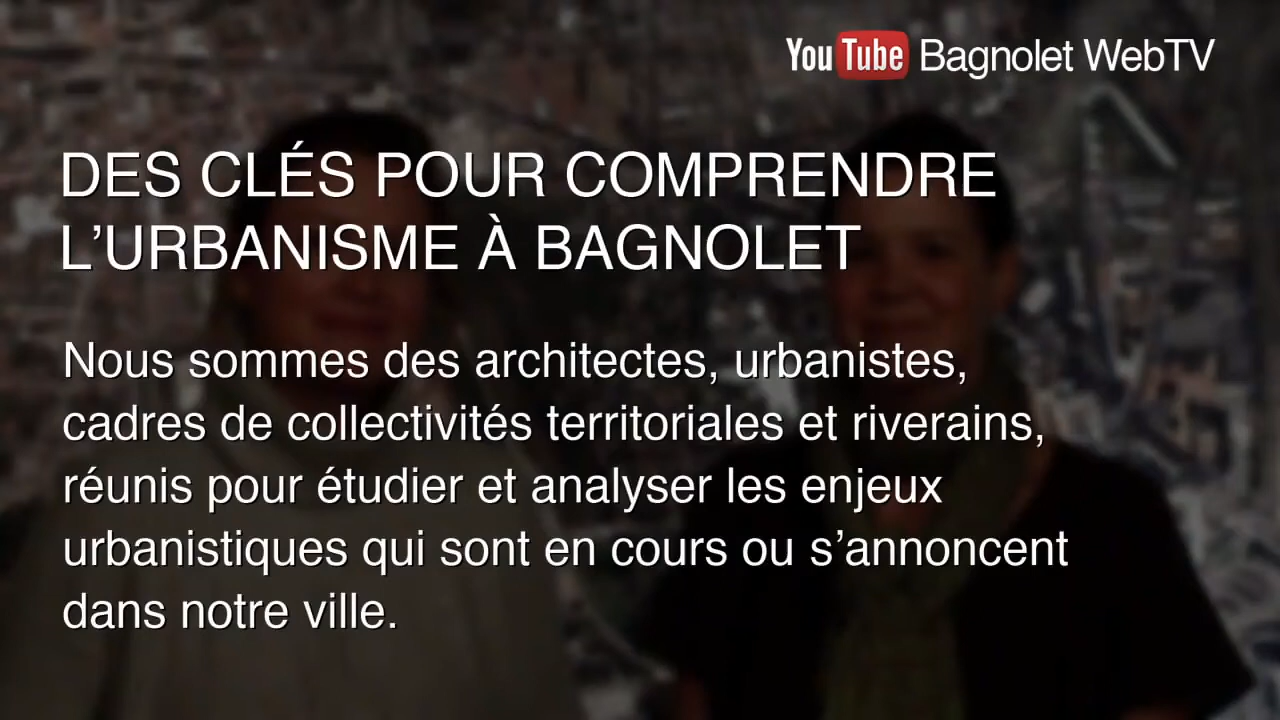 YouTube Bagnolet WebTV
DES CLÉS POUR COMPRENDRE
L’URBANISME À BAGNOLET
Nous sommes des architectes, urbanistes,
cadres de collectivités territoriales et riverains,
réunis pour étudier et analyser les enjeux
urbanistiques qui sont en cours ou s’annoncent
dans notre ville.